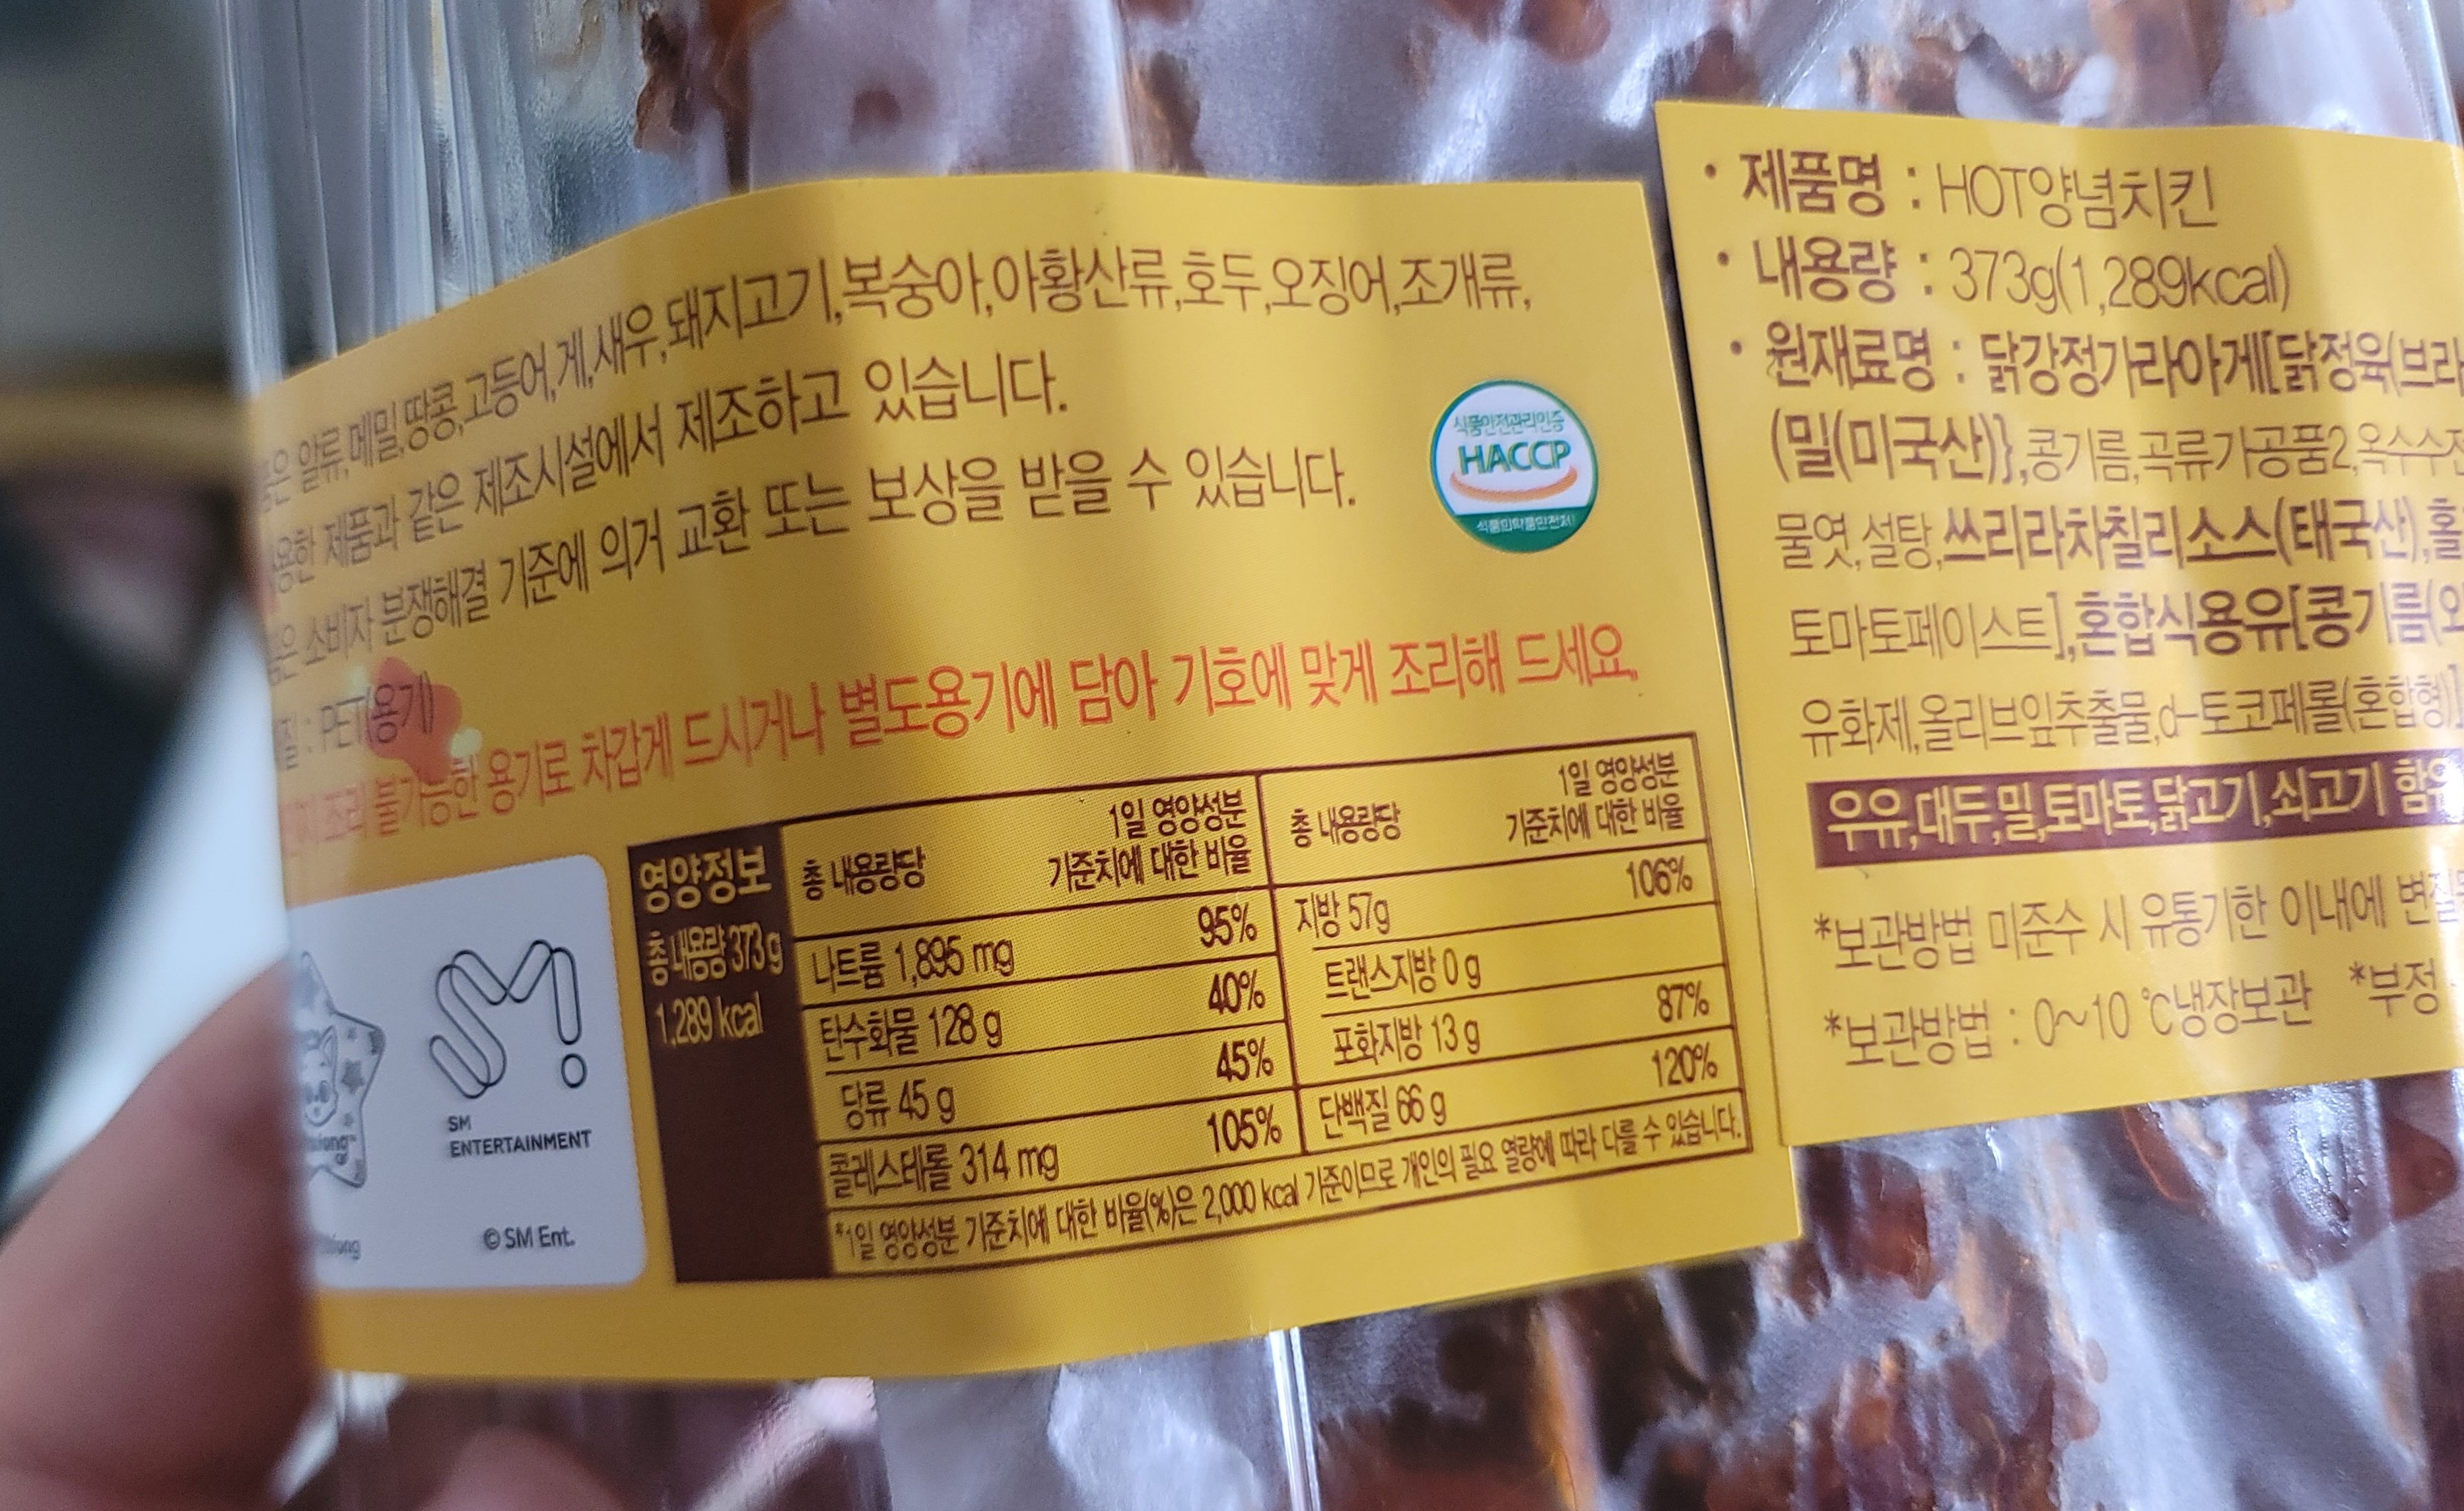 알류,메밀,땅콩,고등어,게,새우,돼지고기,복숭아,아황산류,호두,오징어,조개류,
제품과 같은 제조시설에서 제조하고 있습니다.
소비자 분쟁해결 기준에 의거 교환 또는 보상을 받을 수 있습니다.
PET(용기)
조리 불가능한 용기로 차갑게 드시거나 별도용기에 담아 기호에 맞게 조리해 드세요.
식품안전관리인증
HACCP
영양정보
총 내용량 373g
1,289 kcal
총 내용량당 1일 영양성분 기준치에 대한 비율
나트륨 1,895 mg 95%
탄수화물 128 g 40%
당류 45 g 45%
콜레스테롤 314 mg 105%
총 내용량당 1일 영양성분 기준치에 대한 비율
지방 57g 106%
트랜스지방 0 g
포화지방 13 g 87%
단백질 66 g 120%
*1일 영양성분 기준치에 대한 비율(%)은 2,000 kcal 기준이므로 개인의 필요 열량에 따라 다를 수 있습니다.
SM
ENTERTAINMENT
© SM Ent.
• 제품명 : HOT양념치킨
• 내용량 : 373g(1,289kcal)
• 원재료명 : 닭강정가라아게[닭정육(브라
(밀(미국산)},콩기름,곡류가공품2,옥수수전
물엿,설탕,쓰리라차칠리소스(태국산),홀
토마토페이스트],혼합식용유[콩기름(외
유화제,올리브잎추출물,d-토코페롤(혼합형)]
우유,대두,밀,토마토,닭고기,쇠고기 함유
*보관방법 미준수 시 유통기한 이내에 변질
*보관방법 : 0~10 ℃냉장보관 *부정